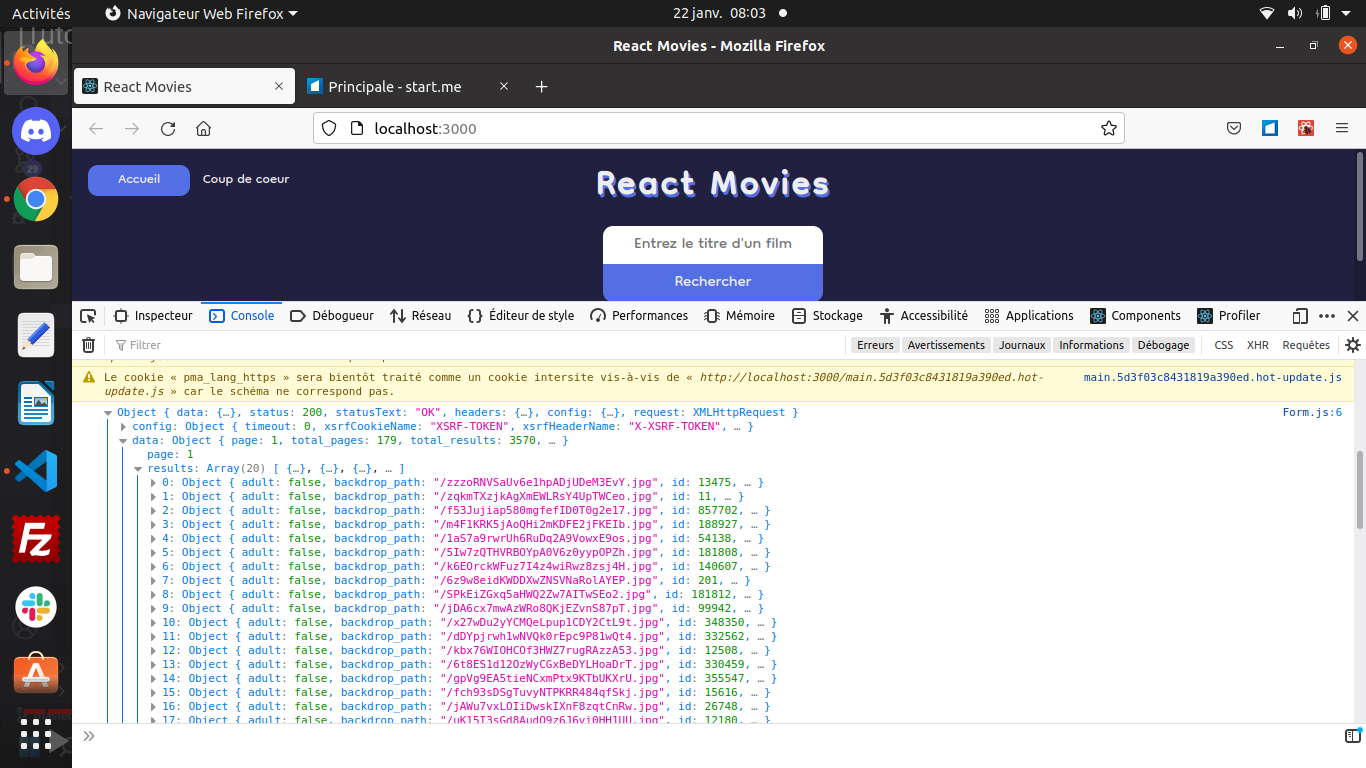 Activités
Navigateur Web Firefox
22 janv. 08:03
React Movies - Mozilla Firefox
React Movies
Principale - start.me
localhost:3000
Accueil
Coup de coeur
React Movies
Entrez le titre d'un film
Rechercher
Inspecteur
Console
Débogueur
Réseau
Éditeur de style
Performances
Mémoire
Stockage
Accessibilité
Applications
Components
Profiler
Filtrer
Erreurs
Avertissements
Journaux
Informations
Débogage
CSS
XHR
Requêtes
Le cookie « pma_lang_https » sera bientôt traité comme un cookie intersite vis-à-vis de « http://localhost:3000/main.5d3f03c8431819a390ed.hot-
update.js » car le schéma ne correspond pas.
main.5d3f03c8431819a390ed.hot-update.js
Object { data: {…}, status: 200, statusText: "OK", headers: {…}, config: {…}, request: XMLHttpRequest }
Form.js:6
config: Object { timeout: 0, xsrfCookieName: "XSRF-TOKEN", xsrfHeaderName: "X-XSRF-TOKEN", … }
data: Object { page: 1, total_pages: 179, total_results: 3570, … }
page: 1
results: Array(20) [ {…}, {…}, {…}, … ]
0: Object { adult: false, backdrop_path: "/zzzoRNVSaUv6e1hpADjUDeM3EvY.jpg", id: 13475, … }
1: Object { adult: false, backdrop_path: "/zqkmTXzjkAgXmEWLRsY4UpTWCeo.jpg", id: 11, … }
2: Object { adult: false, backdrop_path: "/f53Jujiap580mgfefID0T0g2e17.jpg", id: 857702, … }
3: Object { adult: false, backdrop_path: "/m4F1KRK5jAoQHi2mKDFE2jFKEIb.jpg", id: 188927, … }
4: Object { adult: false, backdrop_path: "/1aS7a9rwrUh6RuDq2A9VowxE9os.jpg", id: 54138, … }
5: Object { adult: false, backdrop_path: "/5Iw7zQTHVRBOYpA0V6z0yypOPZh.jpg", id: 181808, … }
6: Object { adult: false, backdrop_path: "/k6EOrckWFuz7I4z4wiRwz8zsj4H.jpg", id: 140607, … }
7: Object { adult: false, backdrop_path: "/6z9w8eidKWDDXwZNSVNaRolAYEP.jpg", id: 201, … }
8: Object { adult: false, backdrop_path: "/SPkEiZGxq5aHWQ2Zw7AITwSEo2.jpg", id: 181812, … }
9: Object { adult: false, backdrop_path: "/jDA6cx7mwAzWRo8QKjEZvnS87pT.jpg", id: 99942, … }
10: Object { adult: false, backdrop_path: "/x27wDu2yYCMQeLpup1CDY2CtL9t.jpg", id: 348350, … }
11: Object { adult: false, backdrop_path: "/dDYpjrwh1wNVQk0rEpc9P81wQt4.jpg", id: 332562, … }
12: Object { adult: false, backdrop_path: "/kbx76WIOHCOf3HWZ7rugRAzzA53.jpg", id: 12508, … }
13: Object { adult: false, backdrop_path: "/6t8ES1d12OzWyCGxBeDYLHoaDrT.jpg", id: 330459, … }
14: Object { adult: false, backdrop_path: "/gpVg9EA5tieNCxmPtx9KTbUKXrU.jpg", id: 355547, … }
15: Object { adult: false, backdrop_path: "/fch93sDSgTuvyNTPKRR484qfSkj.jpg", id: 15616, … }
16: Object { adult: false, backdrop_path: "/jAWu7vxLOIiDwskIXnF8zqtCnRw.jpg", id: 26748, … }
17: Object { adult: false, backdrop_path: "/uK15I3sGd8AudO9z6J6vi0HH1UU.jpg", id: 12180, … }